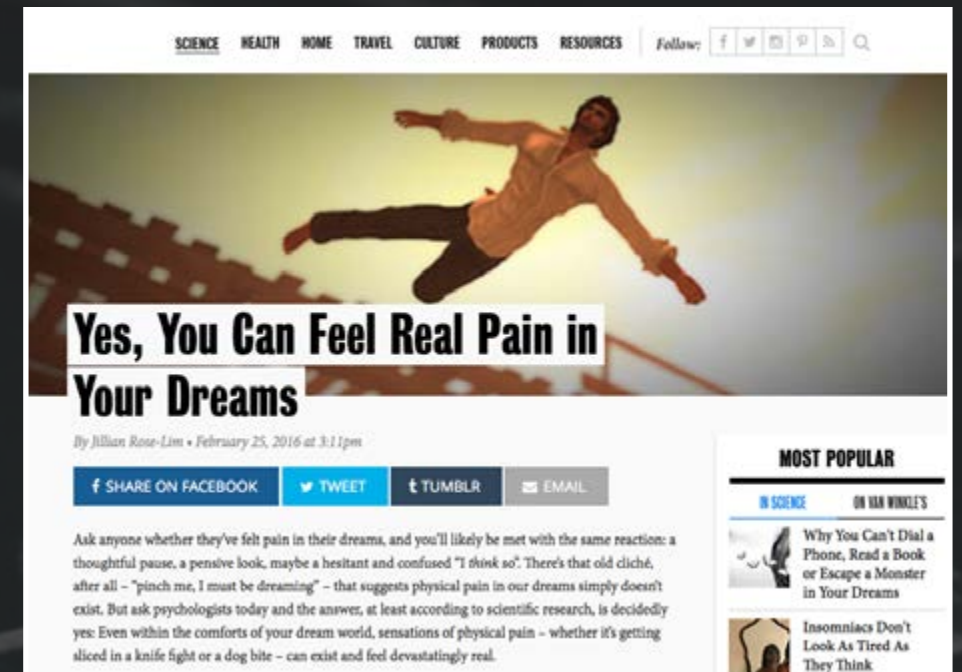 SCIENCE HEALTH HOME TRAVEL CULTURE PRODUCTS RESOURCES Follow:
Yes, You Can Feel Real Pain in
Your Dreams
By Jillian Rose-Lim • February 25, 2016 at 3:11pm
f SHARE ON FACEBOOK TWEET t TUMBLR EMAIL
Ask anyone whether they've felt pain in their dreams, and you'll likely be met with the same reaction: a
thoughtful pause, a pensive look, maybe a hesitant and confused "I think so". There's that old cliché,
after all – "pinch me, I must be dreaming" – that suggests physical pain in our dreams simply doesn't
exist. But ask psychologists today and the answer, at least according to scientific research, is decidedly
yes: Even within the comforts of your dream world, sensations of physical pain – whether it's getting
sliced in a knife fight or a dog bite – can exist and feel devastatingly real.
MOST POPULAR
IN SCIENCE ON VAN WINKLE'S
Why You Can't Dial a
Phone, Read a Book
or Escape a Monster
in Your Dreams
Insomniacs Don't
Look As Tired As
They Think